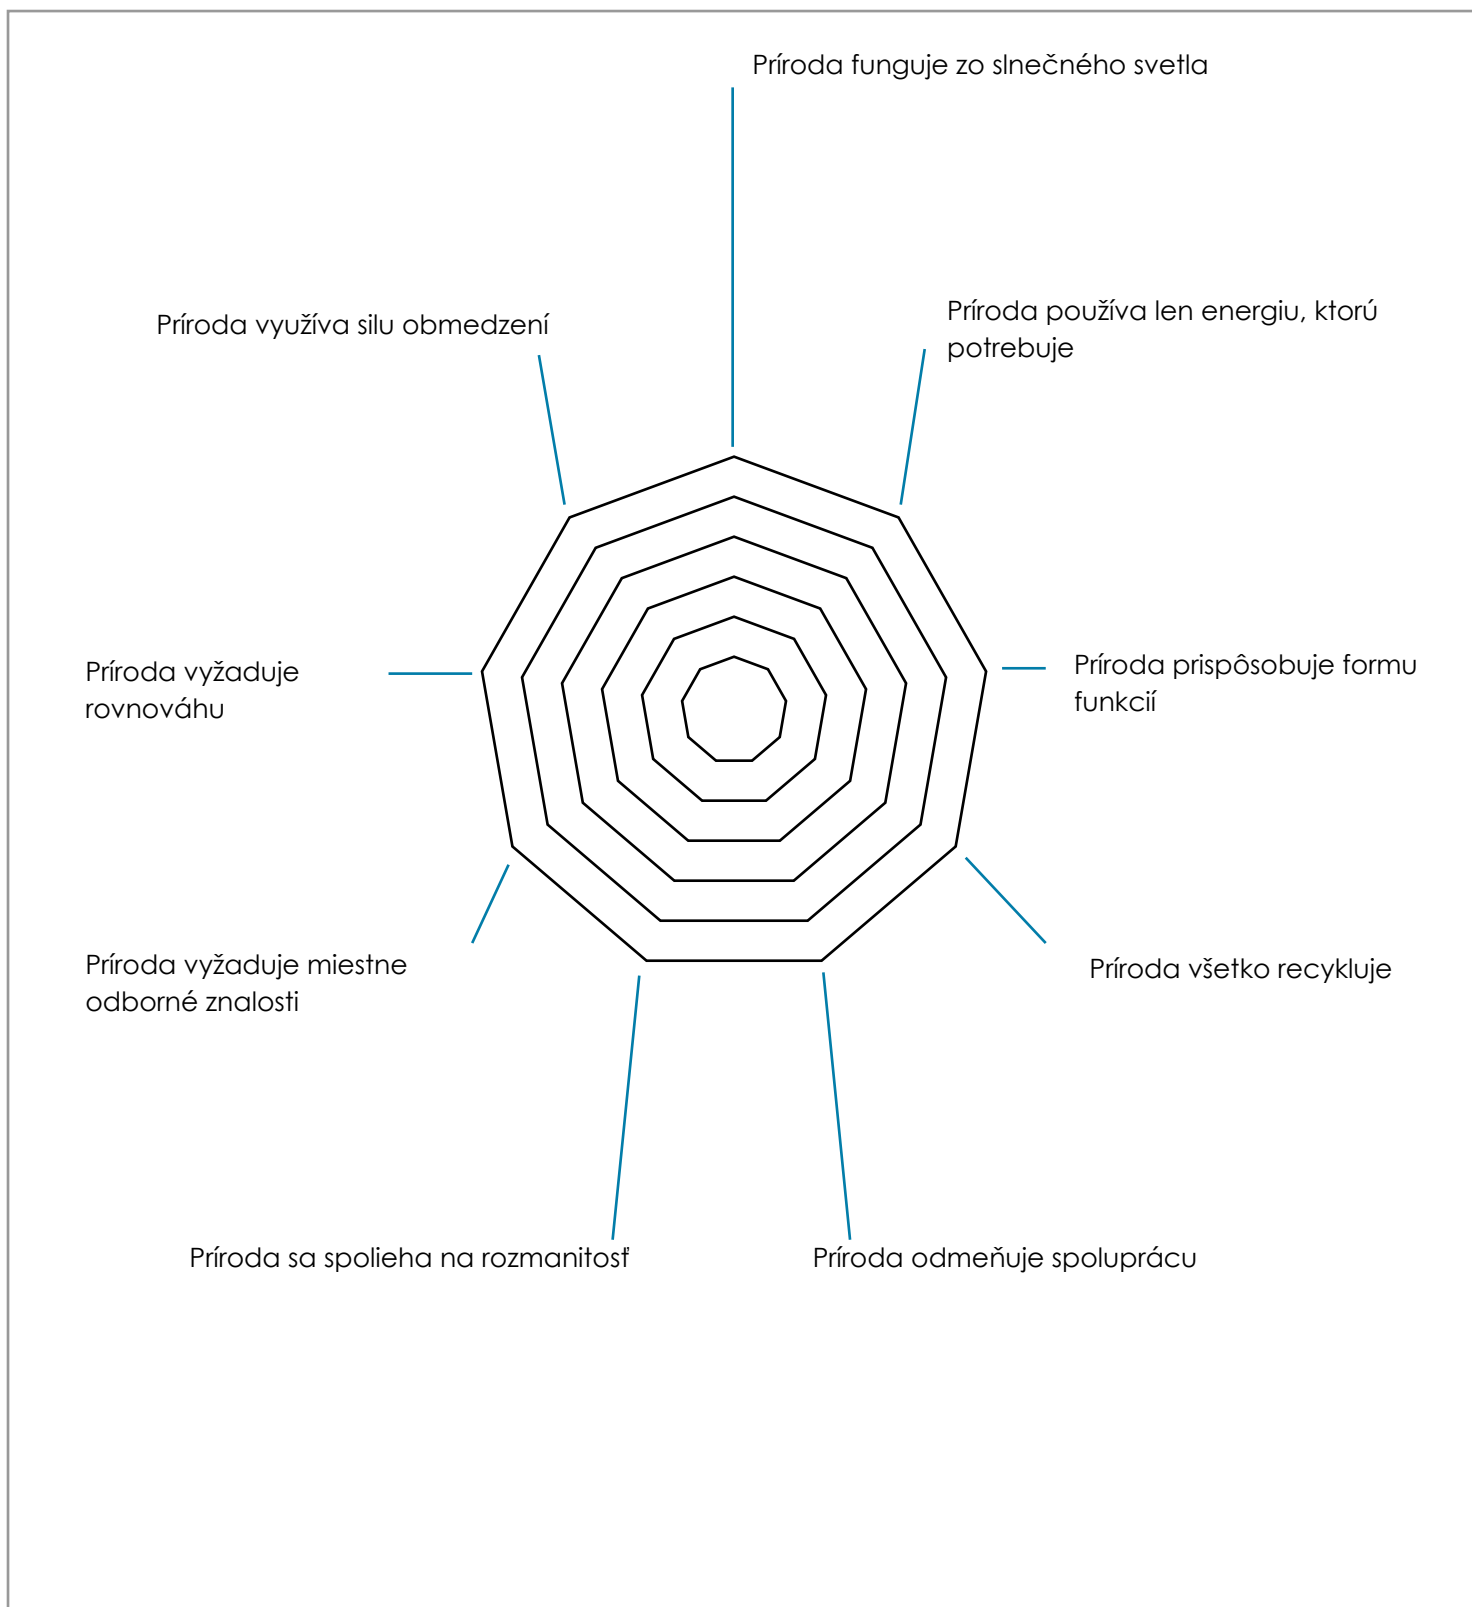 Príroda funguje zo slnečného svetla
Príroda využíva silu obmedzení
Príroda používa len energiu, ktorú
potrebuje
Príroda vyžaduje
rovnováhu
Príroda prispôsobuje formu
funkcií
Príroda vyžaduje miestne
odborné znalosti
Príroda všetko recykluje
Príroda sa spolieha na rozmanitosť
Príroda odmeňuje spoluprácu